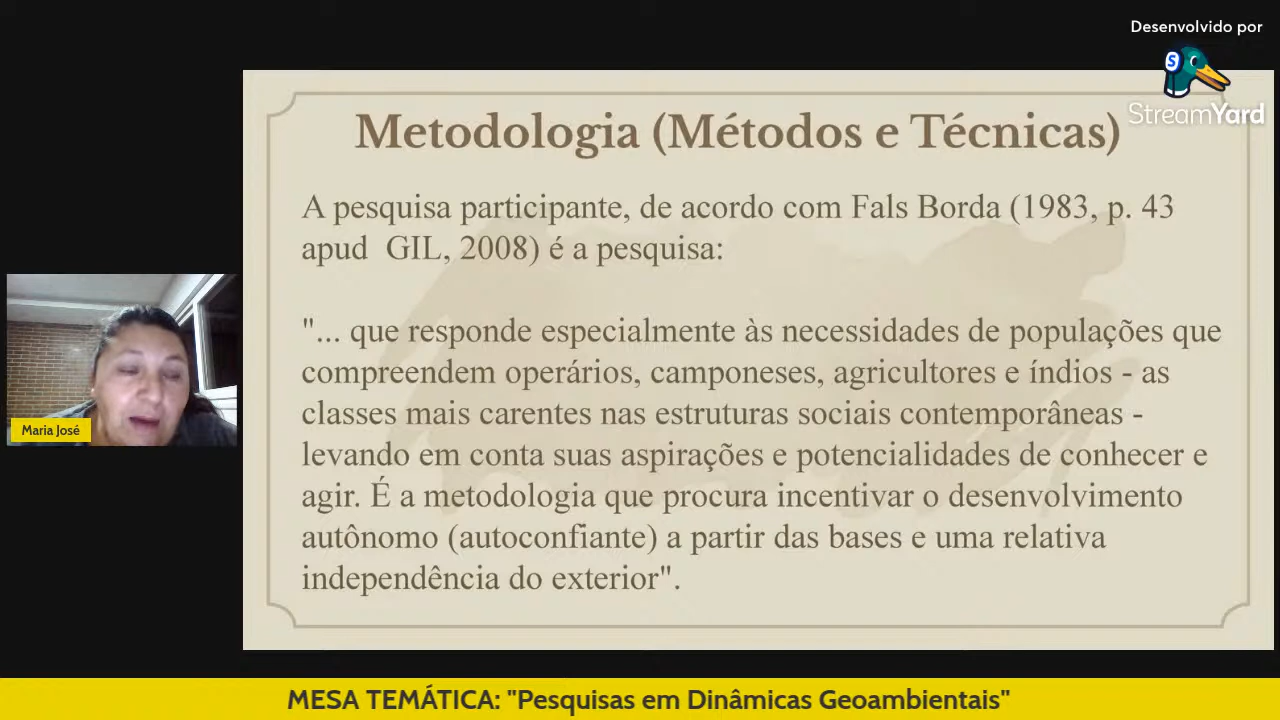 Desenvolvido por
StreamYard
Metodologia (Métodos e Técnicas)
A pesquisa participante, de acordo com Fals Borda (1983, p. 43
apud GIL, 2008) é a pesquisa:
"... que responde especialmente às necessidades de populações que
compreendem operários, camponeses, agricultores e índios - as
classes mais carentes nas estruturas sociais contemporâneas -
levando em conta suas aspirações e potencialidades de conhecer e
agir. É a metodologia que procura incentivar o desenvolvimento
autônomo (autoconfiante) a partir das bases e uma relativa
independência do exterior".
Maria José
MESA TEMÁTICA: "Pesquisas em Dinâmicas Geoambientais"